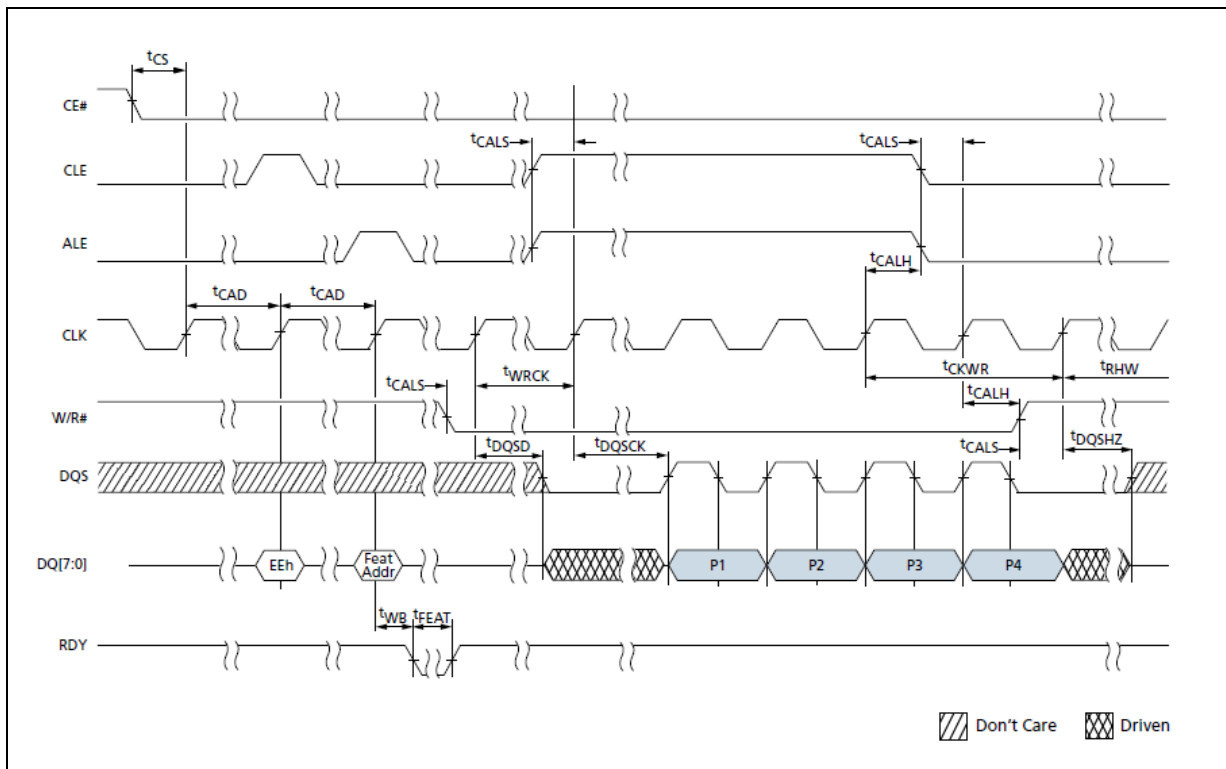 tCS
CE#
tCALS
tCALS
CLE
ALE
tCALH
tCAD
tCAD
CLK
tWRCK
tCKWR
tRHW
tCALS
tCALH
W/R#
tDQSD
tDQSCK
tCALS
tDQSHZ
DQS
DQ[7:0]
EEh
Feat
Addr
P1
P2
P3
P4
tWB
tFEAT
RDY
Don't Care
Driven